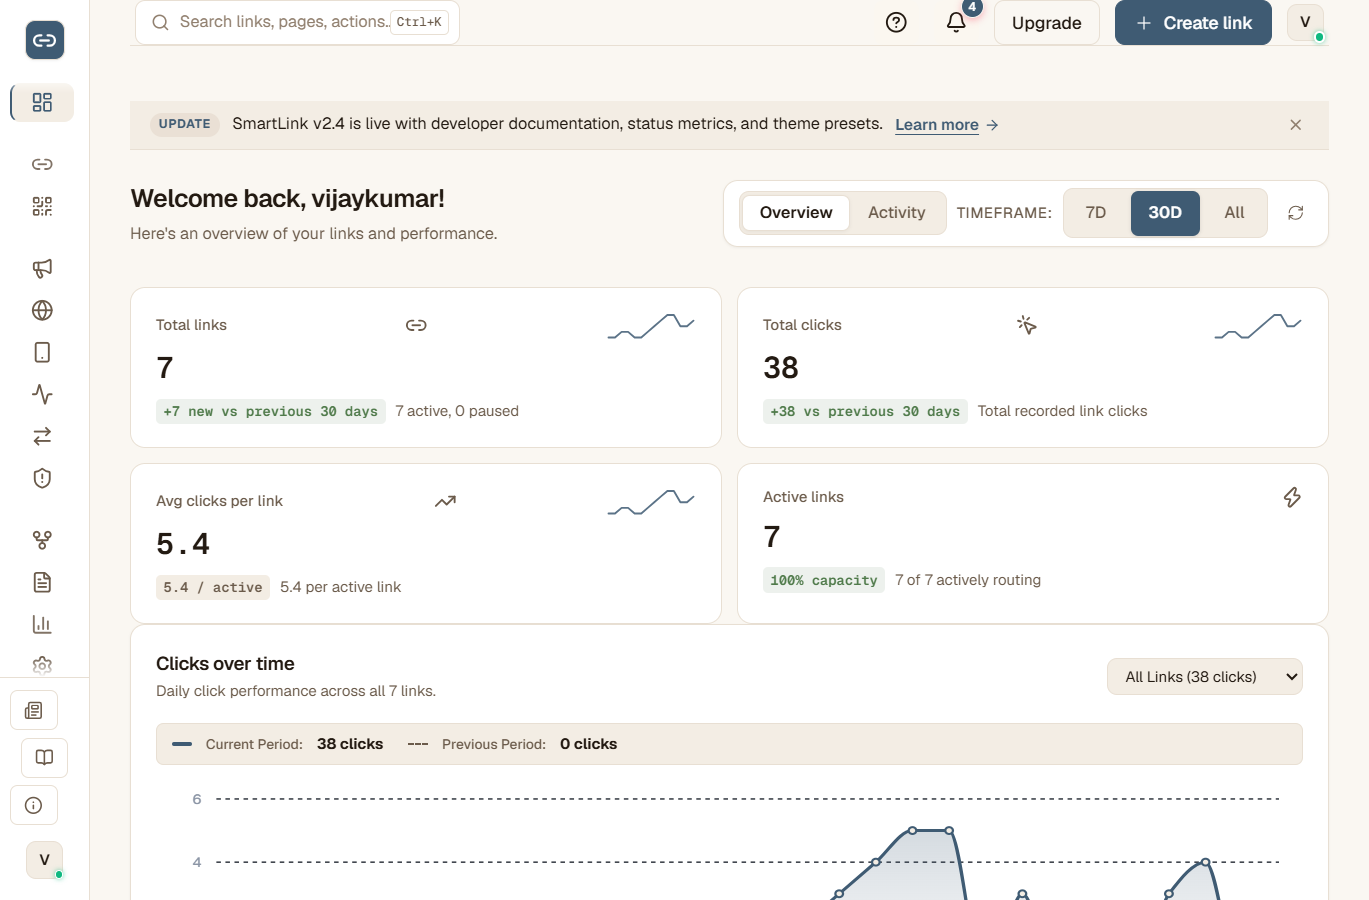 Search links, pages, actions.. Ctrl+K
4
Upgrade
Create link
V
UPDATE SmartLink v2.4 is live with developer documentation, status metrics, and theme presets. Learn more →
Welcome back, vijaykumar!
Here's an overview of your links and performance.
Overview Activity TIMEFRAME: 7D 30D All
Total links
7
+7 new vs previous 30 days 7 active, 0 paused
Total clicks
38
+38 vs previous 30 days Total recorded link clicks
Avg clicks per link
5.4
5.4 / active 5.4 per active link
Active links
7
100% capacity 7 of 7 actively routing
Clicks over time
Daily click performance across all 7 links.
All Links (38 clicks)
Current Period: 38 clicks Previous Period: 0 clicks
6
4
V